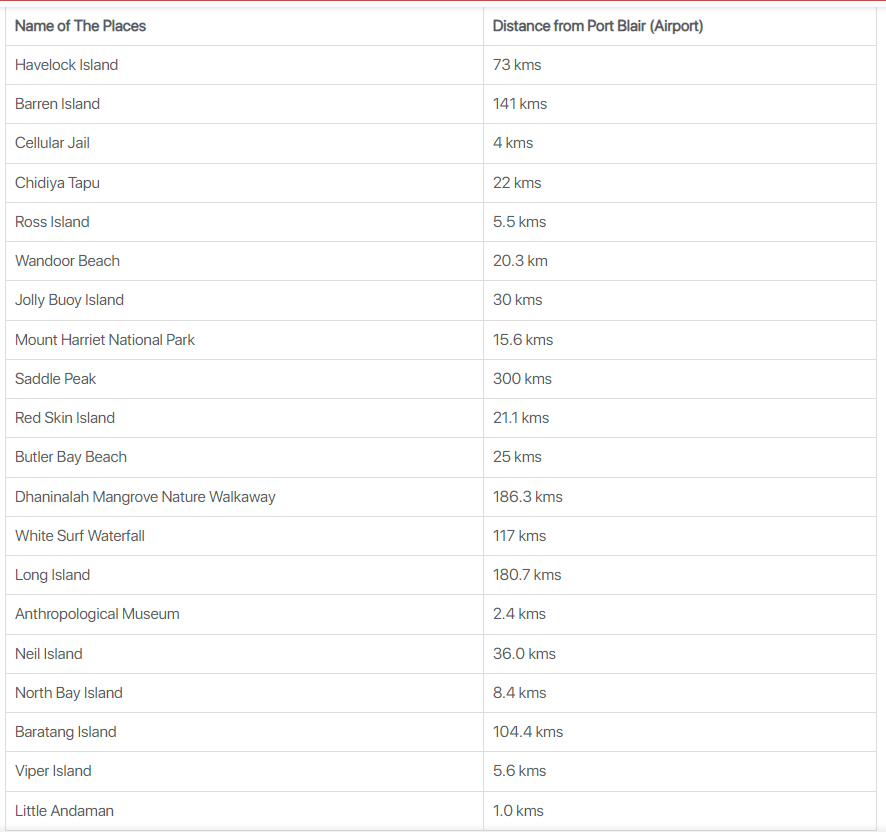 Name of The Places Distance from Port Blair (Airport)
Havelock Island 73 kms
Barren Island 141 kms
Cellular Jail 4 kms
Chidiya Tapu 22 kms
Ross Island 5.5 kms
Wandoor Beach 20.3 km
Jolly Buoy Island 30 kms
Mount Harriet National Park 15.6 kms
Saddle Peak 300 kms
Red Skin Island 21.1 kms
Butler Bay Beach 25 kms
Dhaninalah Mangrove Nature Walkaway 186.3 kms
White Surf Waterfall 117 kms
Long Island 180.7 kms
Anthropological Museum 2.4 kms
Neil Island 36.0 kms
North Bay Island 8.4 kms
Baratang Island 104.4 kms
Viper Island 5.6 kms
Little Andaman 1.0 kms